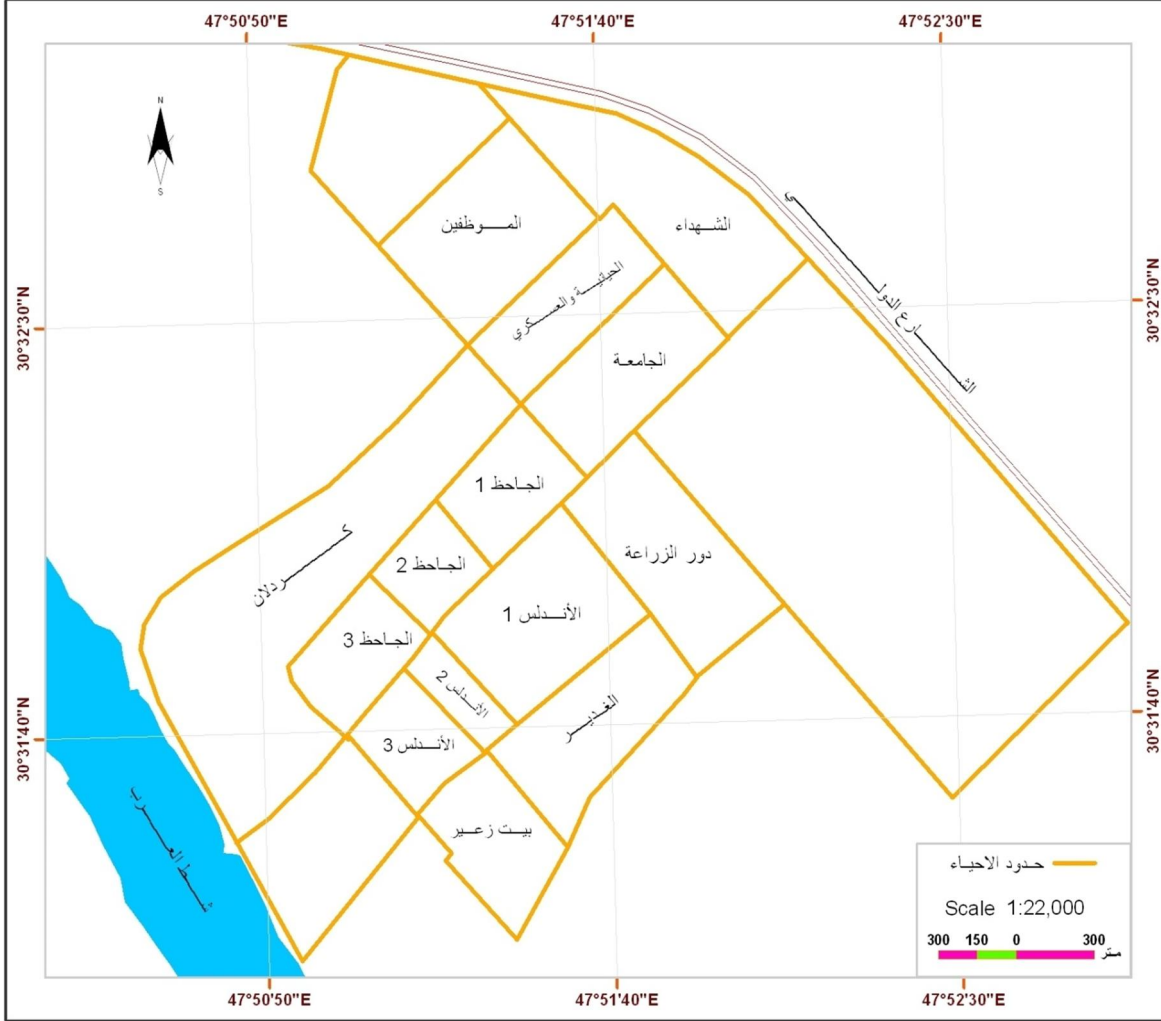 47°50'50"E
47°51'40"E
47°52'30"E
N
S
30°32'30"N
30°32'30"N
الموظفين
الشهداء
الحيانية والعسكري
الشارع الدولي
الجامعة
الجاحظ 1
كردلان
الجاحظ 2
دور الزراعة
الأندلس 1
الجاحظ 3
الأندلس 2
الغدير
30°31'40"N
30°31'40"N
الأندلس 3
شط العرب
بيت زعير
حدود الاحياء
Scale 1:22,000
300 150 0 300
متر
47°50'50"E
47°51'40"E
47°52'30"E